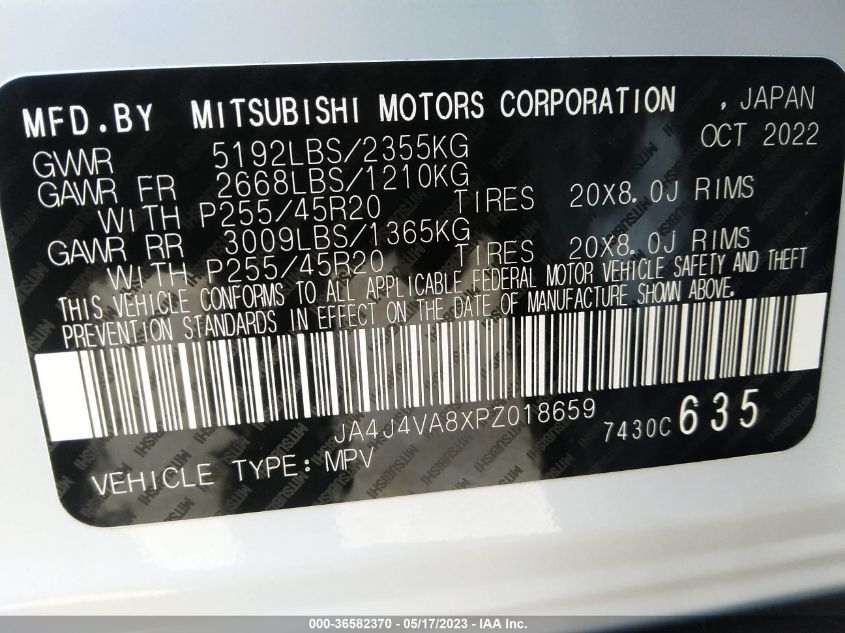 MFD.BY MITSUBISHI MOTORS CORPORATION , JAPAN
GVWR 5192LBS/2355KG OCT 2022
GAWR FR 2668LBS/1210KG
WITH P255/45R20 TIRES 20X8.0J RIMS
GAWR RR 3009LBS/1365KG
WITH P255/45R20 TIRES 20X8.0J RIMS
THIS VEHICLE CONFORMS TO ALL APPLICABLE FEDERAL MOTOR VEHICLE SAFETY AND THEFT
PREVENTION STANDARDS IN EFFECT ON THE DATE OF MANUFACTURE SHOWN ABOVE.
JA4J4VA8XPZ018659 7430C 635
VEHICLE TYPE: MPV
000-36582370 - 05/17/2023 - IAA Inc.